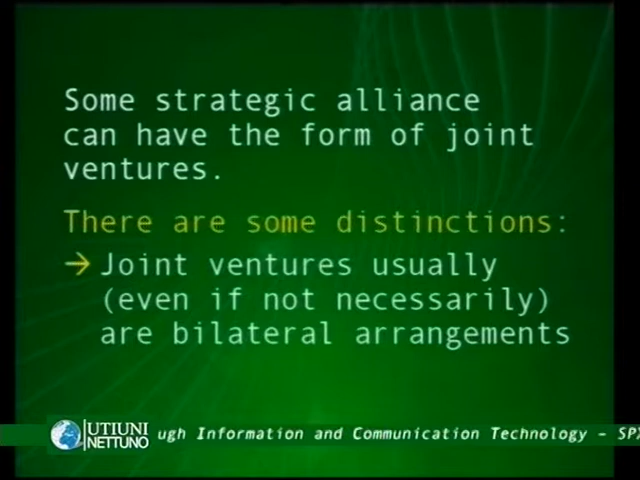 Some strategic alliance
can have the form of joint
ventures.
There are some distinctions:
→ Joint ventures usually
(even if not necessarily)
are bilateral arrangements
UTIUNI
NETTUNO
ugh Information and Communication Technology – SP